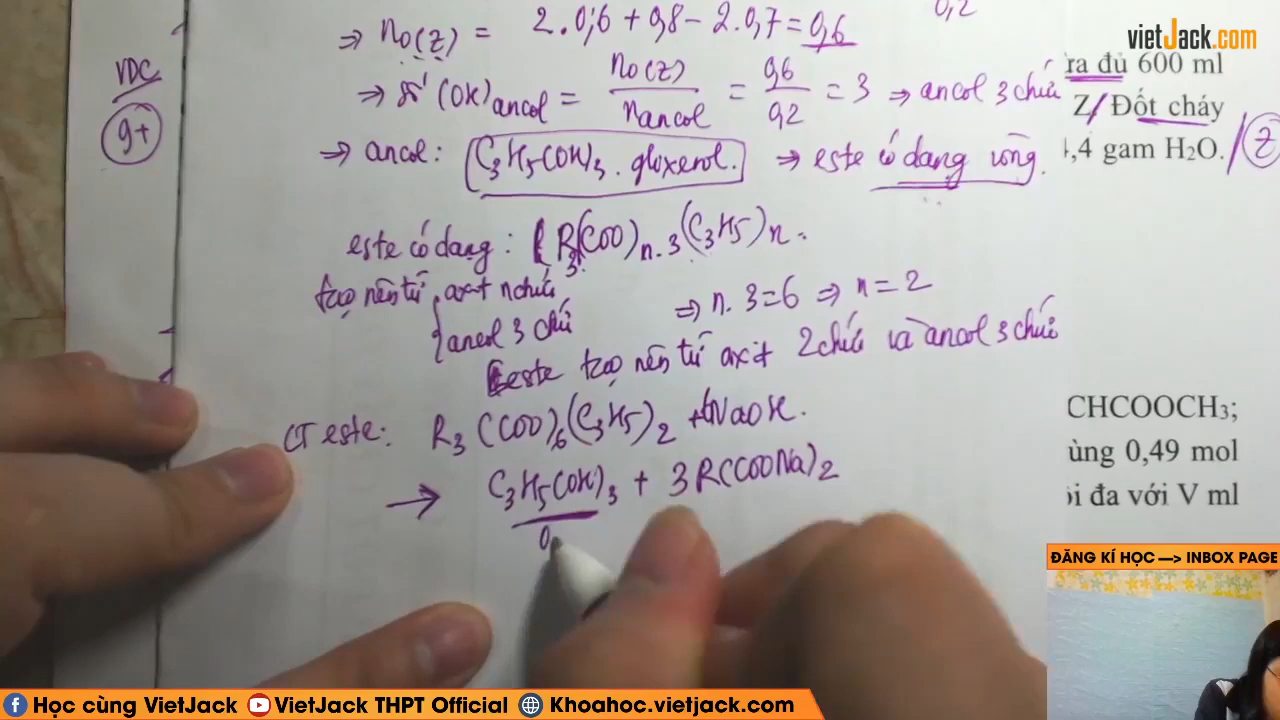 0,2
⇒ nO(Z) = 2.0,6 + 0,8 - 2.0,7 = 0,6
vietJack.com
VDC
9+
⇒ số (OH)ancol = nO(Z)/nancol = 0,6/0,2 = 3 ⇒ ancol 3 chức
ra đủ 600 ml
Z/ Đốt cháy
⇒ ancol: C3H5(OH)3. glixerol. ⇒ este có dạng vòng.
4,4 gam H₂O. / Z
este có dạng: R3(COO)n.3(C3H5)n.
tạo nên từ axit n chức
ancol 3 chức
⇒ n.3=6 ⇒ n=2
este tạo nên từ axit 2 chức và ancol 3 chức
CT este: R3(COO)6(C3H5)2 + NaOH.
→ C3H5(OH)3 + 3R(COONa)2
0,
CHCOOCH₃;
ùng 0,49 mol
ối đa với V ml
ĐĂNG KÍ HỌC —> INBOX PAGE
Học cùng VietJack
VietJack THPT Official
Khoahoc.vietjack.com